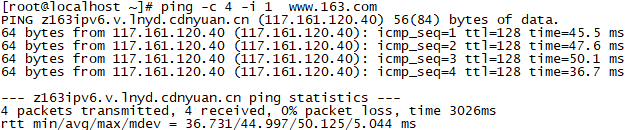 [root@localhost ~]# ping -c 4 -i 1  www.163.com
PING z163ipv6.v.lnyd.cdnyuan.cn (117.161.120.40) 56(84) bytes of data.
64 bytes from 117.161.120.40 (117.161.120.40): icmp_seq=1 ttl=128 time=45.5 ms
64 bytes from 117.161.120.40 (117.161.120.40): icmp_seq=2 ttl=128 time=47.6 ms
64 bytes from 117.161.120.40 (117.161.120.40): icmp_seq=3 ttl=128 time=50.1 ms
64 bytes from 117.161.120.40 (117.161.120.40): icmp_seq=4 ttl=128 time=36.7 ms

--- z163ipv6.v.lnyd.cdnyuan.cn ping statistics ---
4 packets transmitted, 4 received, 0% packet loss, time 3026ms
rtt min/avg/max/mdev = 36.731/44.997/50.125/5.044 ms